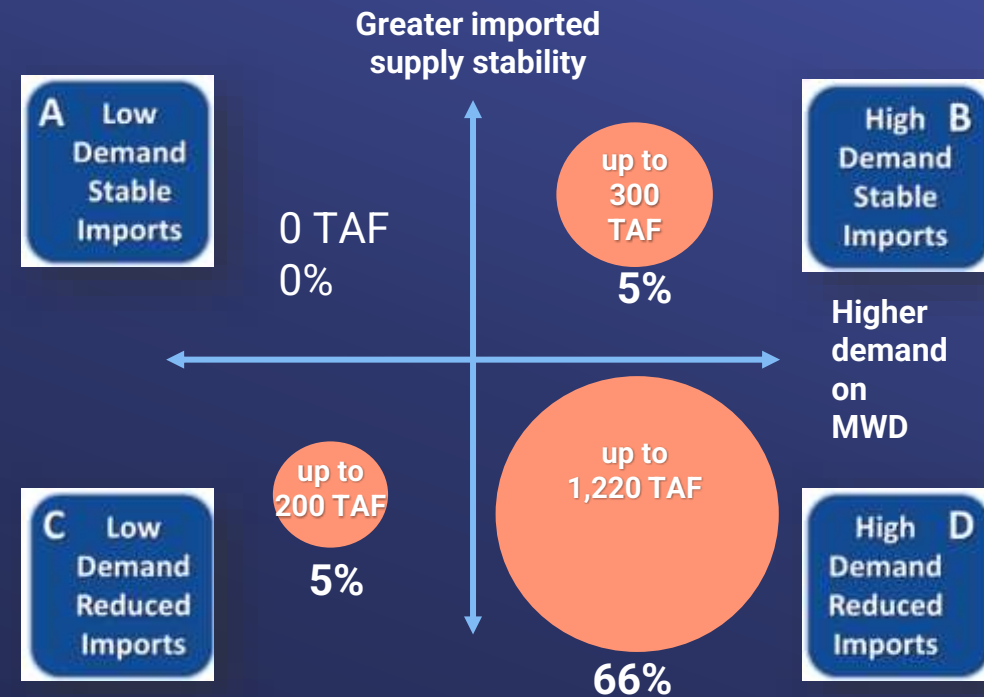 Greater imported
supply stability
A Low
Demand
Stable
Imports
0 TAF
0%
up to
300
TAF
5%
High B
Demand
Stable
Imports
Higher
demand
on
MWD
C Low
Demand
Reduced
Imports
up to
200 TAF
5%
up to
1,220 TAF
66%
High D
Demand
Reduced
Imports